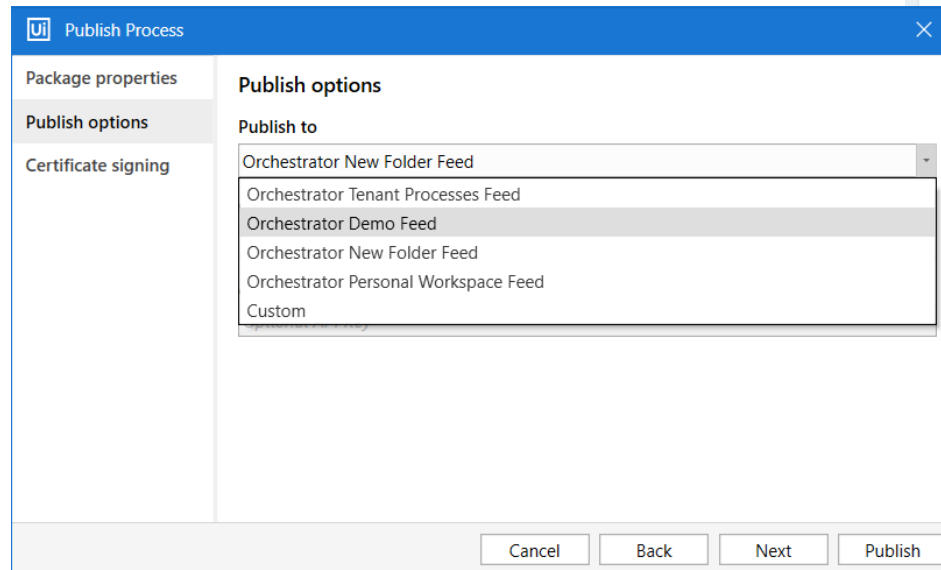 Ui Publish Process
Package properties
Publish options
Certificate signing
Publish options
Publish to
Orchestrator New Folder Feed
Orchestrator Tenant Processes Feed
Orchestrator Demo Feed
Orchestrator New Folder Feed
Orchestrator Personal Workspace Feed
Custom
Cancel
Back
Next
Publish